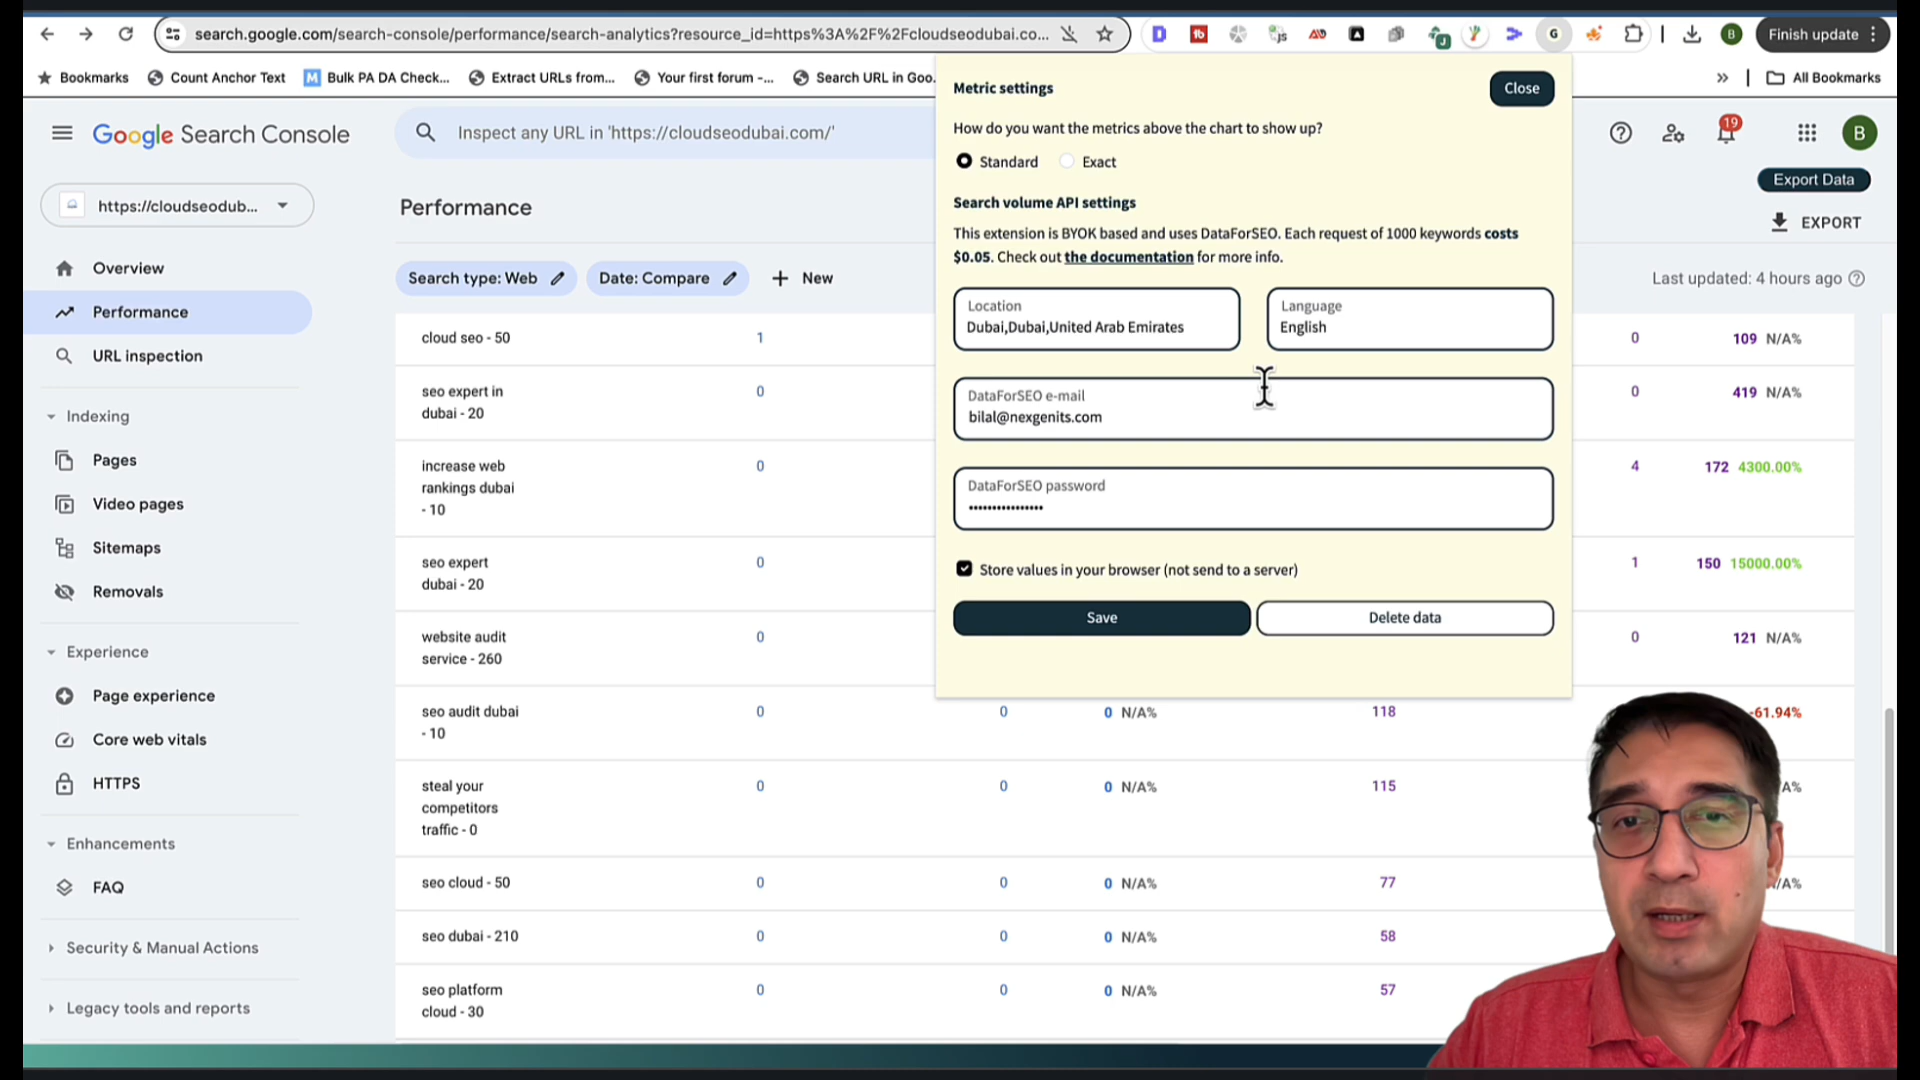 search.google.com/search-console/performance/search-analytics?resource_id=https%3A%2F%2Fcloudseodubai.co...
Finish update
B
Bookmarks
Count Anchor Text
M Bulk PA DA Check...
Extract URLs from...
Your first forum -...
Search URL in Goo.
All Bookmarks
Google Search Console
Inspect any URL in 'https://cloudseodubai.com/'
19
B
https://cloudseodub...
Overview
Performance
URL inspection
Indexing
Pages
Video pages
Sitemaps
Removals
Experience
Page experience
Core web vitals
HTTPS
Enhancements
FAQ
Security & Manual Actions
Legacy tools and reports
Performance
Export Data
EXPORT
Search type: Web
Date: Compare
New
Last updated: 4 hours ago
Metric settings
Close
How do you want the metrics above the chart to show up?
Standard
Exact
Search volume API settings
This extension is BYOK based and uses DataForSEO. Each request of 1000 keywords costs
$0.05. Check out the documentation for more info.
Location
Dubai,Dubai,United Arab Emirates
Language
English
DataForSEO e-mail
bilal@nexgenits.com
DataForSEO password
••••••••••••••••
Store values in your browser (not send to a server)
Save
Delete data
cloud seo - 50 1 0 109 N/A%
seo expert in 0 0 419 N/A%
dubai - 20
increase web 0 4 172 4300.00%
rankings dubai
- 10
seo expert 0 1 150 15000.00%
dubai - 20
website audit 0 0 121 N/A%
service - 260
seo audit dubai 0 0 0 N/A% 118 -61.94%
- 10
steal your 0 0 0 N/A% 115
competitors
traffic - 0
seo cloud - 50 0 0 0 N/A% 77
seo dubai - 210 0 0 0 N/A% 58
seo platform 0 0 0 N/A% 57
cloud - 30